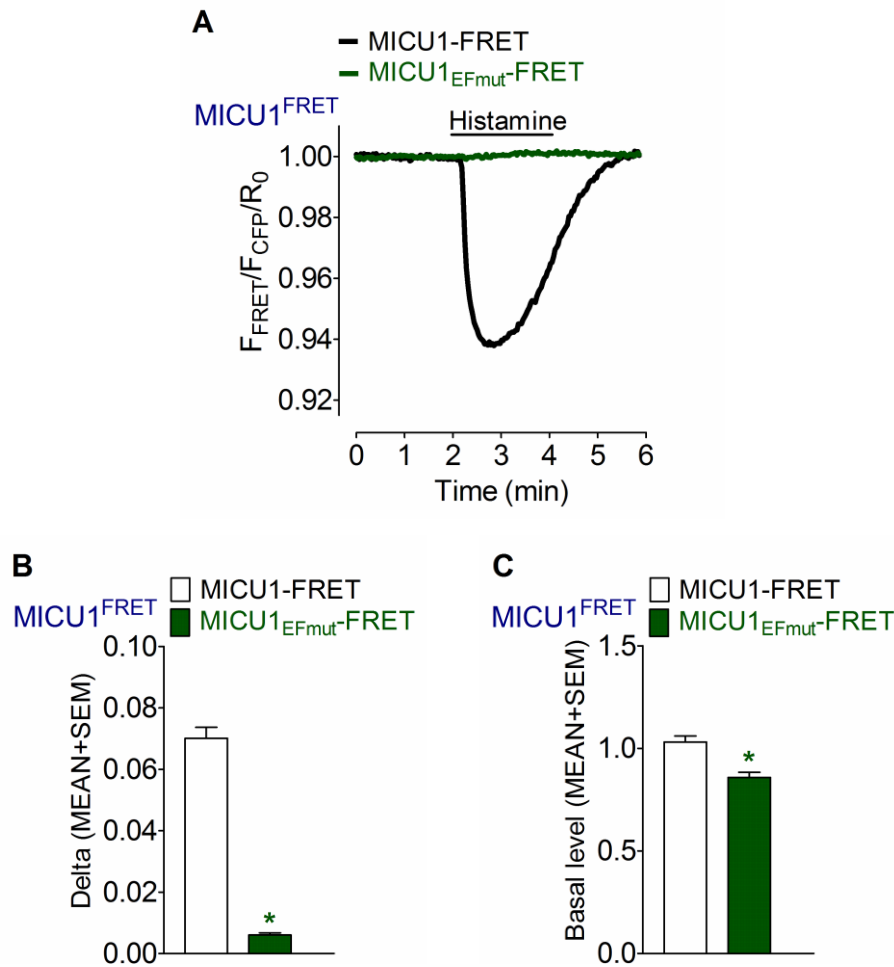 A
MICU1-FRET
MICU1EFmut-FRET
MICU1FRET
Histamine
1.00
0.98
0.96
0.94
0.92
FFRET/FCFP/R0
0 1 2 3 4 5 6
Time (min)
B
MICU1-FRET
MICU1FRET
MICU1EFmut-FRET
0.10
0.08
0.06
0.04
0.02
0.00
Delta (MEAN+SEM)
*
C
MICU1-FRET
MICU1FRET
MICU1EFmut-FRET
1.5
1.0
0.5
0.0
Basal level (MEAN+SEM)
*